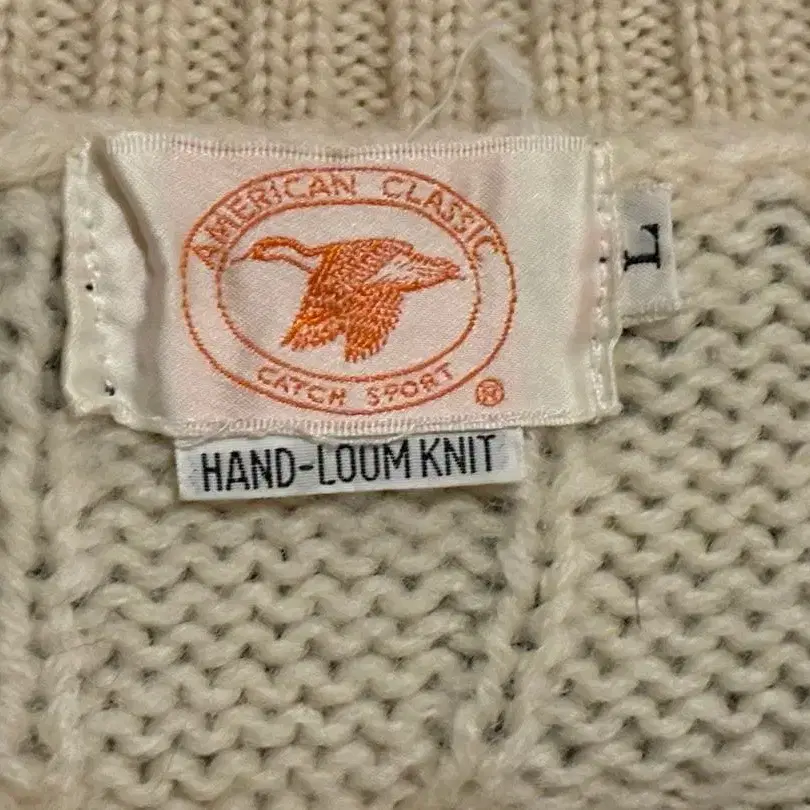 AMERICAN CLASSIC
CATCH SPORT
®
L
HAND-LOOM KNIT